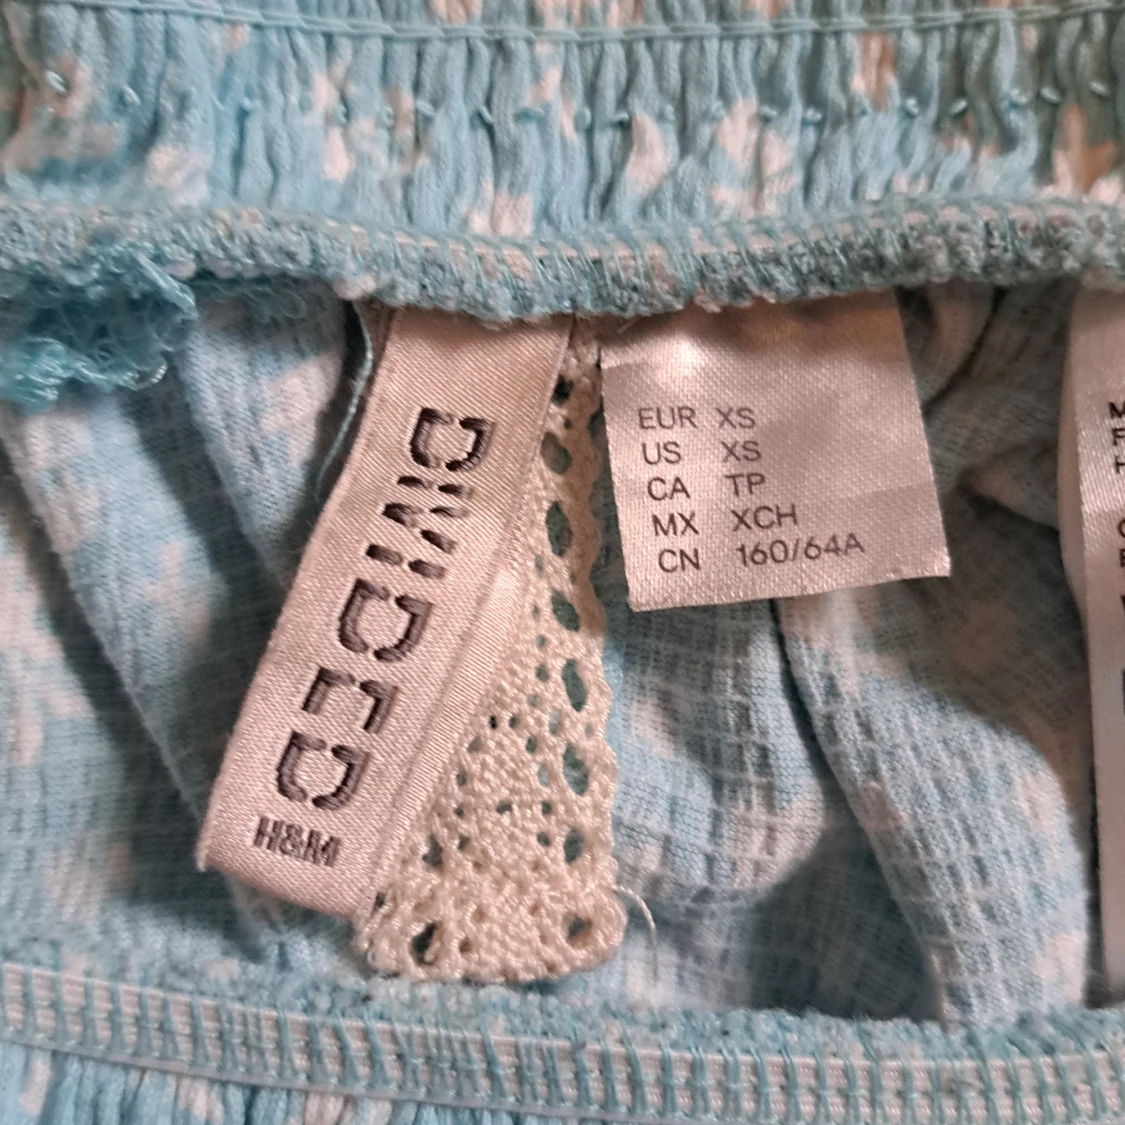 DIVIDED
H&M
EUR XS
US XS
CA TP
MX XCH
CN 160/64A